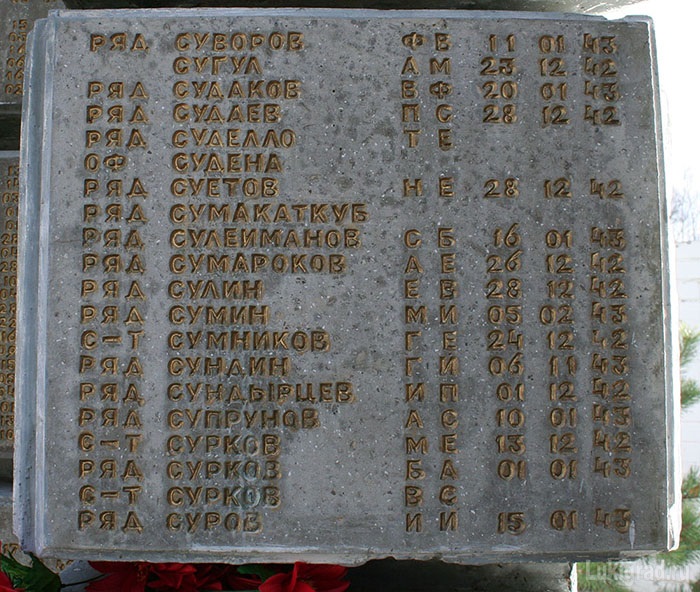 РЯД СУВОРОВ Ф В 11 01 43
СУГУЛ А М 23 12 42
РЯД СУДАКОВ В Ф 20 01 43
РЯД СУДАЕВ П С 28 12 42
РЯД СУДЕЛЛО Т Е
ОФ СУДЕНД
РЯД СУЕТОВ Н Е 28 12 42
РЯД СУМАКАТКУБ
РЯД СУЛЕИМАНОВ С Б 16 01 43
РЯД СУМАРОКОВ А Е 26 12 42
РЯД СУЛИН Е В 28 12 42
РЯД СУМИН М И 05 02 43
С-Т СУМНИКОВ Г Е 24 12 42
РЯД СУНДИН Г И 06 11 43
РЯД СУНДЫРЦЕВ И П 01 12 42
РЯД СУПРУНОВ А С 10 01 43
С-Т СУРКОВ М Е 13 12 42
РЯД СУРКОВ Б А 01 01 43
С-Т СУРКОВ В С
РЯД СУРОВ И И 15 01 43